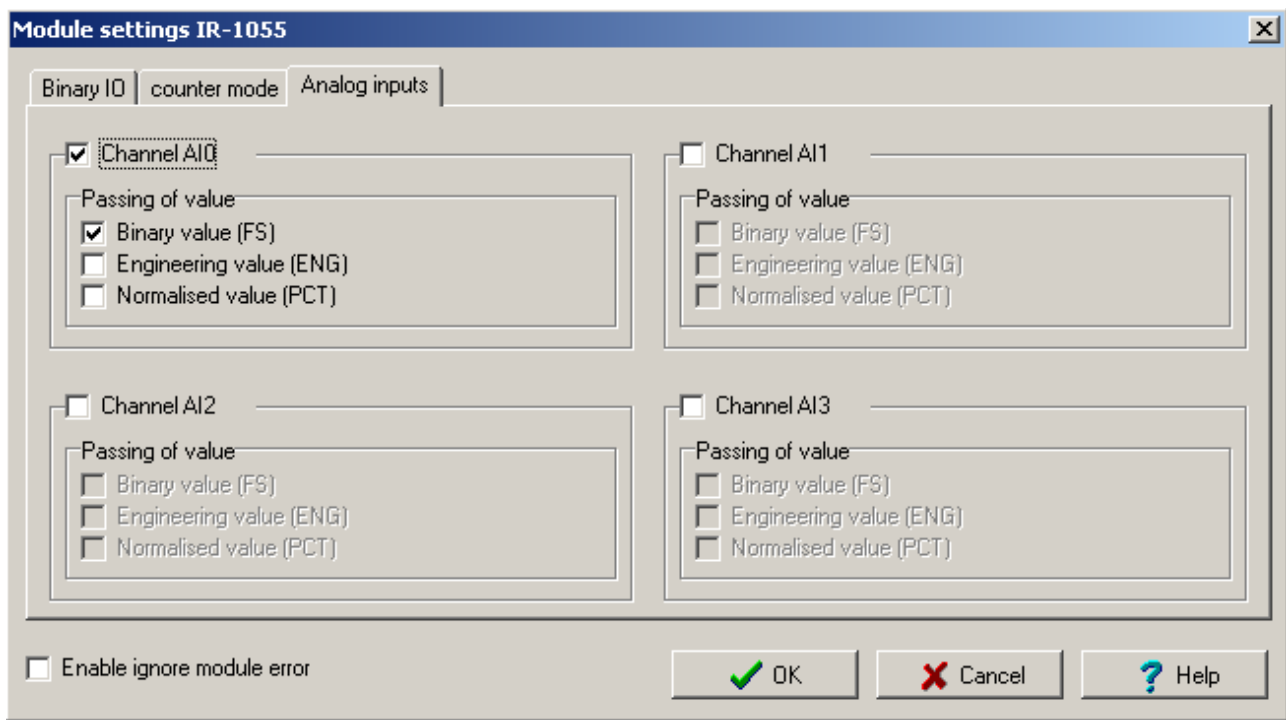 Module settings IR-1055
Binary IO counter mode Analog inputs
Channel AI0
Passing of value
Binary value (FS)
Engineering value (ENG)
Normalised value (PCT)
Channel AI1
Passing of value
Binary value (FS)
Engineering value (ENG)
Normalised value (PCT)
Channel AI2
Passing of value
Binary value (FS)
Engineering value (ENG)
Normalised value (PCT)
Channel AI3
Passing of value
Binary value (FS)
Engineering value (ENG)
Normalised value (PCT)
Enable ignore module error
OK Cancel Help